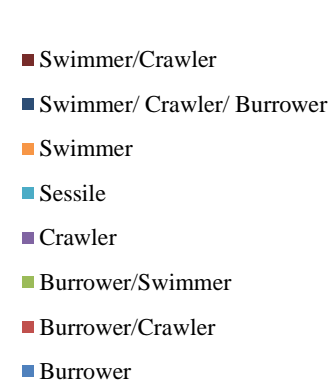 Swimmer/Crawler
Swimmer/ Crawler/ Burrower
Swimmer
Sessile
Crawler
Burrower/Swimmer
Burrower/Crawler
Burrower